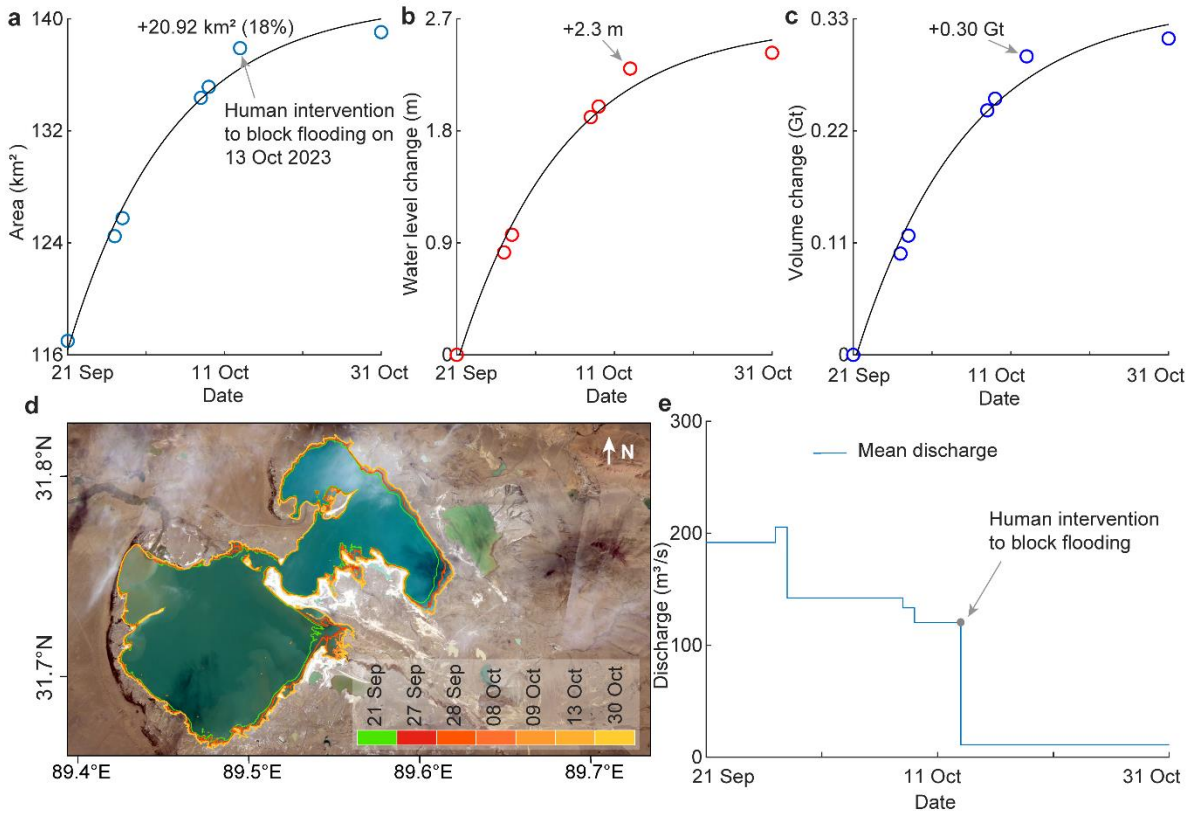 a
140
132
124
116
Area (km²)
+20.92 km² (18%)
Human intervention
to block flooding on
13 Oct 2023
21 Sep
11 Oct
31 Oct
Date
b
2.7
1.8
0.9
0
Water level change (m)
+2.3 m
21 Sep
11 Oct
31 Oct
Date
c
0.33
0.22
0.11
0
Volume change (Gt)
+0.30 Gt
21 Sep
11 Oct
31 Oct
Date
d
N
31.8°N
31.7°N
21 Sep
27 Sep
28 Sep
08 Oct
09 Oct
13 Oct
30 Oct
89.4°E
89.5°E
89.6°E
89.7°E
e
300
200
100
0
Discharge (m³/s)
Mean discharge
Human intervention
to block flooding
21 Sep
11 Oct
31 Oct
Date